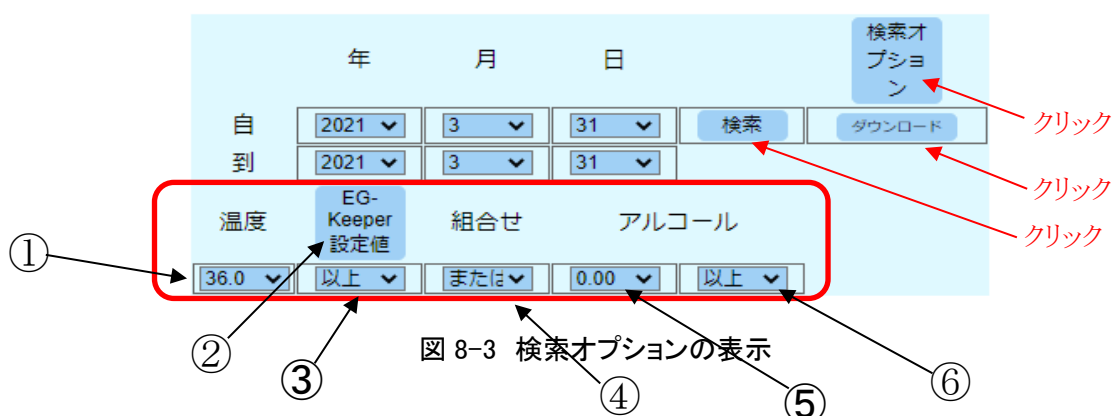 年 月 日 検索オ
プショ
ン
自 2021 3 31 検索 ダウンロード クリック
到 2021 3 31 クリック
クリック
温度 EG-
Keeper
設定値 組合せ アルコール
① 36.0 以上 または 0.00 以上
② ③ ④ ⑤ ⑥
図 8-3 検索オプションの表示